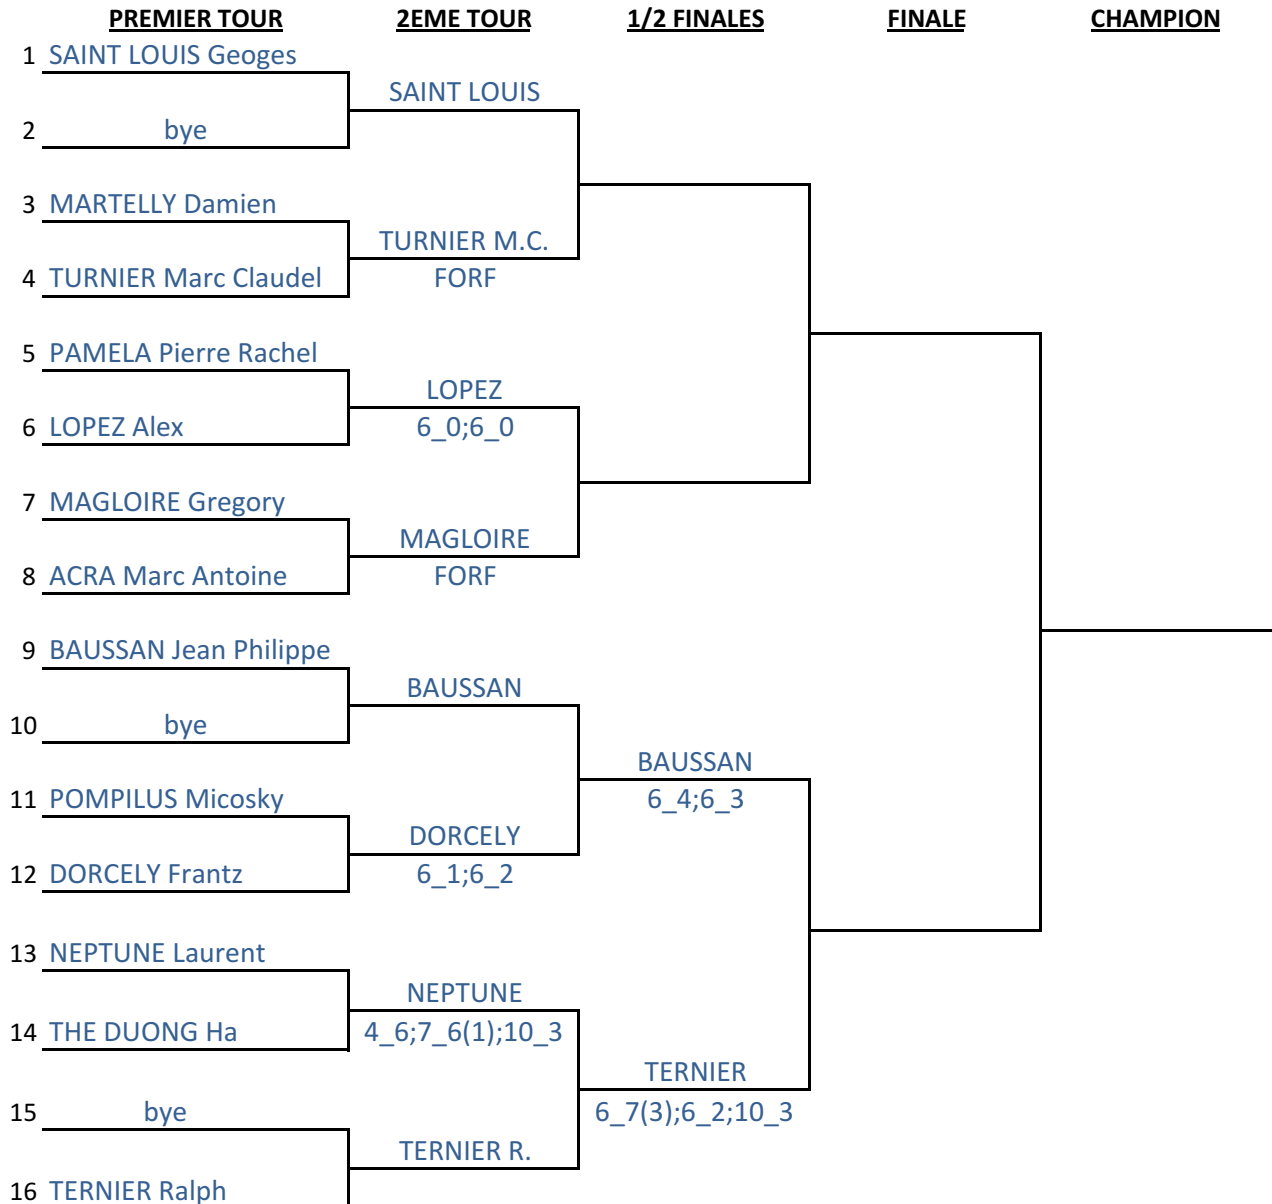 PREMIER TOUR 2EME TOUR 1/2 FINALES FINALE CHAMPION
1 SAINT LOUIS Geoges
SAINT LOUIS
2 bye
3 MARTELLY Damien
TURNIER M.C.
4 TURNIER Marc Claudel FORF
5 PAMELA Pierre Rachel
LOPEZ
6 LOPEZ Alex 6_0;6_0
7 MAGLOIRE Gregory
MAGLOIRE
8 ACRA Marc Antoine FORF
9 BAUSSAN Jean Philippe
BAUSSAN
10 bye
BAUSSAN
11 POMPILUS Micosky 6_4;6_3
DORCELY
12 DORCELY Frantz 6_1;6_2
13 NEPTUNE Laurent
NEPTUNE
14 THE DUONG Ha 4_6;7_6(1);10_3
TERNIER
15 bye 6_7(3);6_2;10_3
TERNIER R.
16 TERNIER Ralph